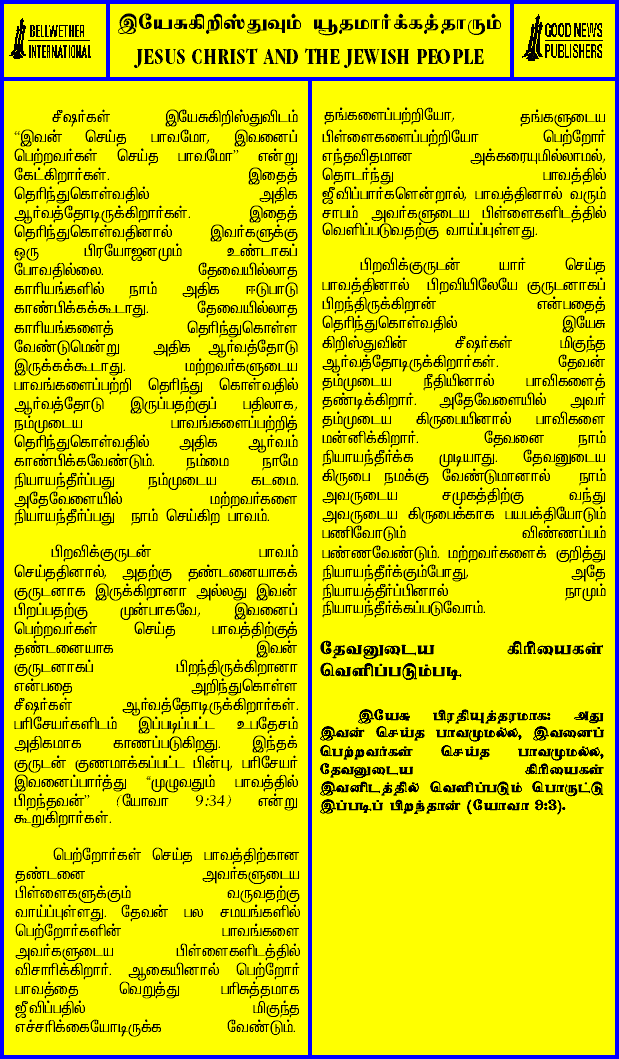 BELLWETHER
INTERNATIONAL
இயேசுகிறிஸ்துவும் யூதமார்க்கத்தாரும்
JESUS CHRIST AND THE JEWISH PEOPLE
GOOD NEWS
PUBLISHERS
சீஷர்கள் இயேசுகிறிஸ்துவிடம்
“இவன் செய்த பாவமோ, இவனைப்
பெற்றவர்கள் செய்த பாவமோ” என்று
கேட்கிறார்கள். இதைத்
தெரிந்துகொள்வதில் அதிக
ஆர்வத்தோடிருக்கிறார்கள். இதைத்
தெரிந்துகொள்வதினால் இவர்களுக்கு
ஒரு பிரயோஜனமும் உண்டாகப்
போவதில்லை. தேவையில்லாத
காரியங்களில் நாம் அதிக ஈடுபாடு
காண்பிக்கக்கூடாது. தேவையில்லாத
காரியங்களைத் தெரிந்துகொள்ள
வேண்டுமென்று அதிக ஆர்வத்தோடு
இருக்கக்கூடாது. மற்றவர்களுடைய
பாவங்களைப்பற்றி தெரிந்து கொள்வதில்
ஆர்வத்தோடு இருப்பதற்குப் பதிலாக,
நம்முடைய பாவங்களைப்பற்றித்
தெரிந்துகொள்வதில் அதிக ஆர்வம்
காண்பிக்கவேண்டும். நம்மை நாமே
நியாயந்தீர்ப்பது நம்முடைய கடமை.
அதேவேளையில் மற்றவர்களை
நியாயந்தீர்ப்பது நாம் செய்கிற பாவம்.
பிறவிக்குருடன் பாவம்
செய்ததினால், அதற்கு தண்டனையாகக்
குருடனாக இருக்கிறானா அல்லது இவன்
பிறப்பதற்கு முன்பாகவே, இவனைப்
பெற்றவர்கள் செய்த பாவத்திற்குத்
தண்டனையாக இவன்
குருடனாகப் பிறந்திருக்கிறானா
என்பதை அறிந்துகொள்ள
சீஷர்கள் ஆர்வத்தோடிருக்கிறார்கள்.
பரிசேயர்களிடம் இப்படிப்பட்ட உபதேசம்
அதிகமாக காணப்படுகிறது. இந்தக்
குருடன் குணமாக்கப்பட்ட பின்பு, பரிசேயர்
இவனைப்பார்த்து “முழுவதும் பாவத்தில்
பிறந்தவன்” (யோவா 9:34) என்று
கூறுகிறார்கள்.
பெற்றோர்கள் செய்த பாவத்திற்கான
தண்டனை அவர்களுடைய
பிள்ளைகளுக்கும் வருவதற்கு
வாய்ப்புள்ளது. தேவன் பல சமயங்களில்
பெற்றோர்களின் பாவங்களை
அவர்களுடைய பிள்ளைகளிடத்தில்
விசாரிக்கிறார். ஆகையினால் பெற்றோர்
பாவத்தை வெறுத்து பரிசுத்தமாக
ஜீவிப்பதில் மிகுந்த
எச்சரிக்கையோடிருக்க வேண்டும்.
தங்களைப்பற்றியோ, தங்களுடைய
பிள்ளைகளைப்பற்றியோ பெற்றோர்
எந்தவிதமான அக்கரையுமில்லாமல்,
தொடர்ந்து பாவத்தில்
ஜீவிப்பார்களென்றால், பாவத்தினால் வரும்
சாபம் அவர்களுடைய பிள்ளைகளிடத்தில்
வெளிப்படுவதற்கு வாய்ப்புள்ளது.
பிறவிக்குருடன் யார் செய்த
பாவத்தினால் பிறவியிலேயே குருடனாகப்
பிறந்திருக்கிறான் என்பதைத்
தெரிந்துகொள்வதில் இயேசு
கிறிஸ்துவின் சீஷர்கள் மிகுந்த
ஆர்வத்தோடிருக்கிறார்கள். தேவன்
தம்முடைய நீதியினால் பாவிகளைத்
தண்டிக்கிறார். அதேவேளையில் அவர்
தம்முடைய கிருபையினால் பாவிகளை
மன்னிக்கிறார். தேவனை நாம்
நியாயந்தீர்க்க முடியாது. தேவனுடைய
கிருபை நமக்கு வேண்டுமானால் நாம்
அவருடைய சமுகத்திற்கு வந்து
அவருடைய கிருபைக்காக பயபக்தியோடும்
பணிவோடும் விண்ணப்பம்
பண்ணவேண்டும். மற்றவர்களைக் குறித்து
நியாயந்தீர்க்கும்போது, அதே
நியாயத்தீர்ப்பினால் நாமும்
நியாயந்தீர்க்கப்படுவோம்.
தேவனுடைய கிரியைகள்
வெளிப்படும்படி.
இயேசு பிரதியுத்தரமாக: அது
இவன் செய்த பாவமுமல்ல, இவனைப்
பெற்றவர்கள் செய்த பாவமுமல்ல,
தேவனுடைய கிரியைகள்
இவனிடத்தில் வெளிப்படும் பொருட்டு
இப்படிப் பிறந்தான் (யோவா 9:3).